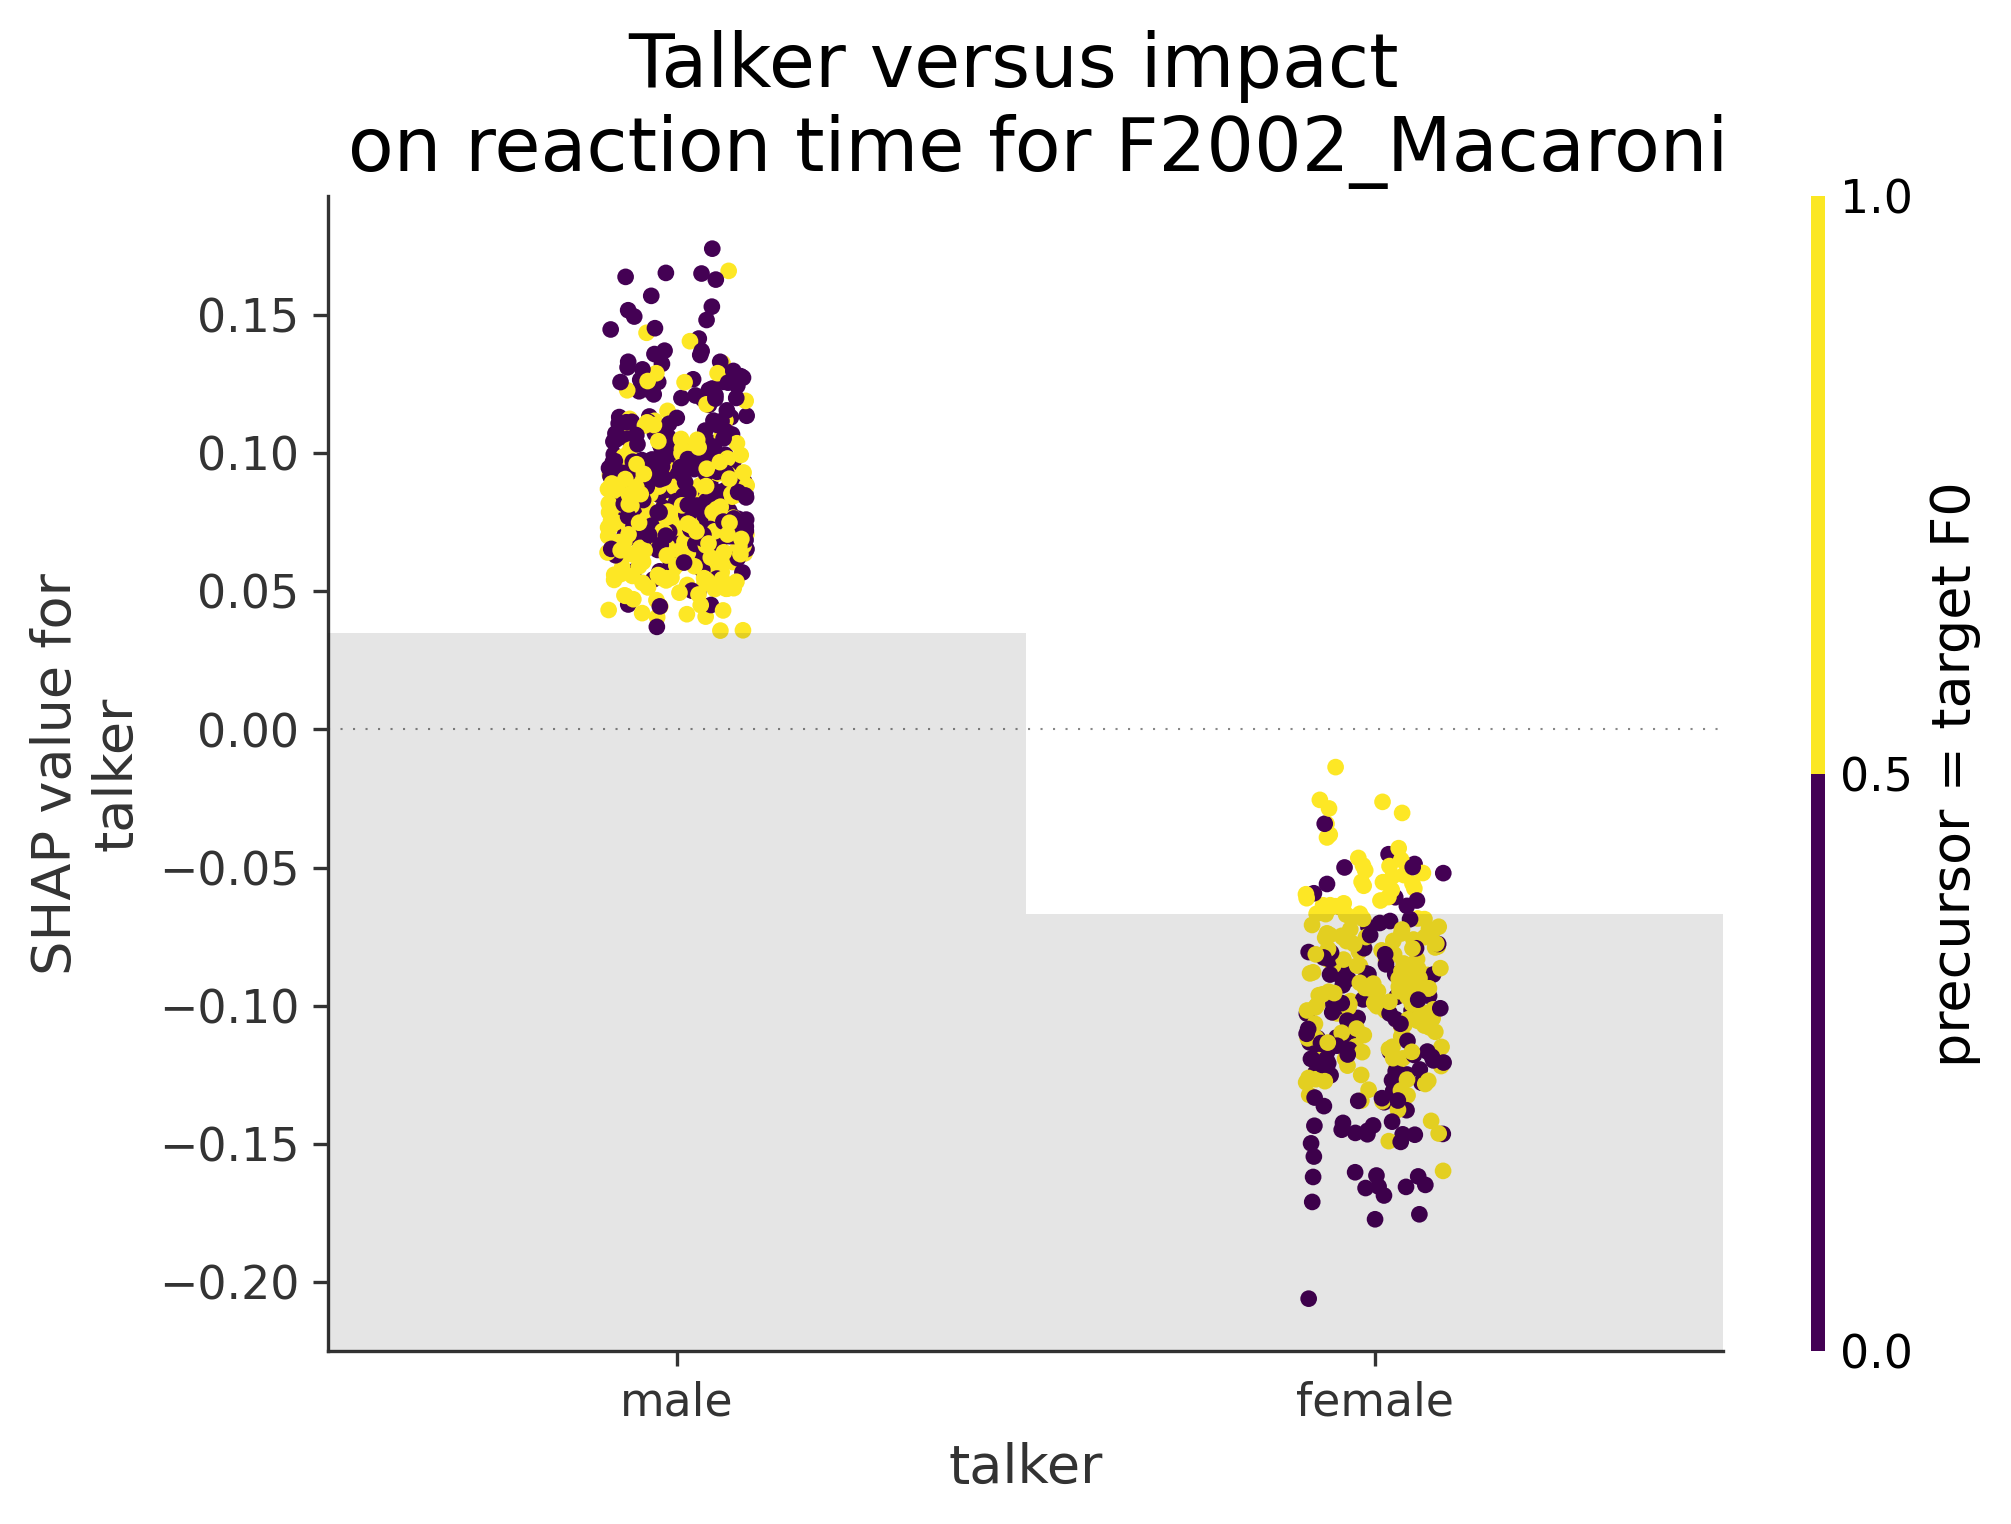 Talker versus impact
on reaction time for F2002_Macaroni
SHAP value for
talker
0.15
0.10
0.05
0.00
−0.05
−0.10
−0.15
−0.20
male
female
talker
1.0
0.5
0.0
precursor = target F0